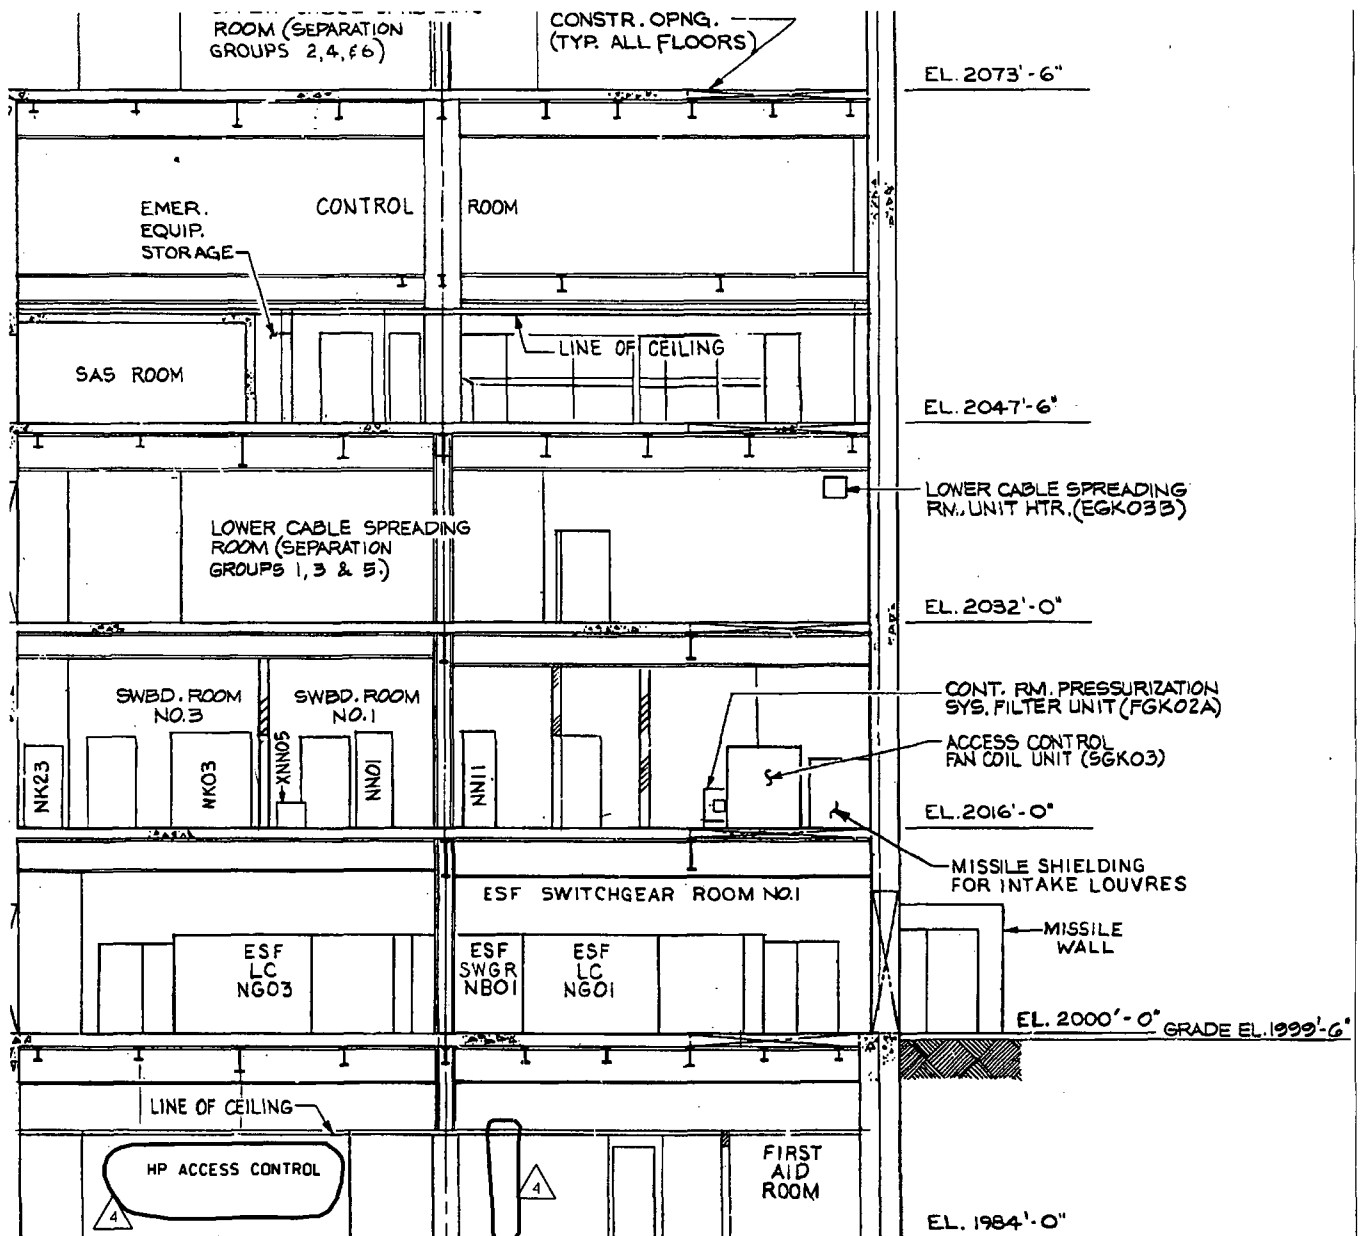 ROOM (SEPARATION
GROUPS 2,4,&6)
CONSTR. OPNG.
(TYP. ALL FLOORS)
EL. 2073'-6"
EMER.
EQUIP.
STORAGE
CONTROL ROOM
LINE OF CEILING
SAS ROOM
EL. 2047'-6"
LOWER CABLE SPREADING
RM. UNIT HTR. (EGK03B)
LOWER CABLE SPREADING
ROOM (SEPARATION
GROUPS 1, 3 & 5.)
EL. 2032'-0"
SWBD. ROOM
NO.3
SWBD. ROOM
NO.1
CONT. RM. PRESSURIZATION
SYS. FILTER UNIT (FGK02A)
ACCESS CONTROL
FAN COIL UNIT (SGK03)
NK23
NK03
XNN05
NN01
NN11
EL. 2016'-0"
MISSILE SHIELDING
FOR INTAKE LOUVRES
ESF SWITCHGEAR ROOM NO.1
MISSILE
WALL
ESF
LC
NG03
ESF
SWGR
NB01
ESF
LC
NG01
EL. 2000'-0"
GRADE EL. 1999'-6"
LINE OF CEILING
HP ACCESS CONTROL
4
4
FIRST
AID
ROOM
EL. 1984'-0"